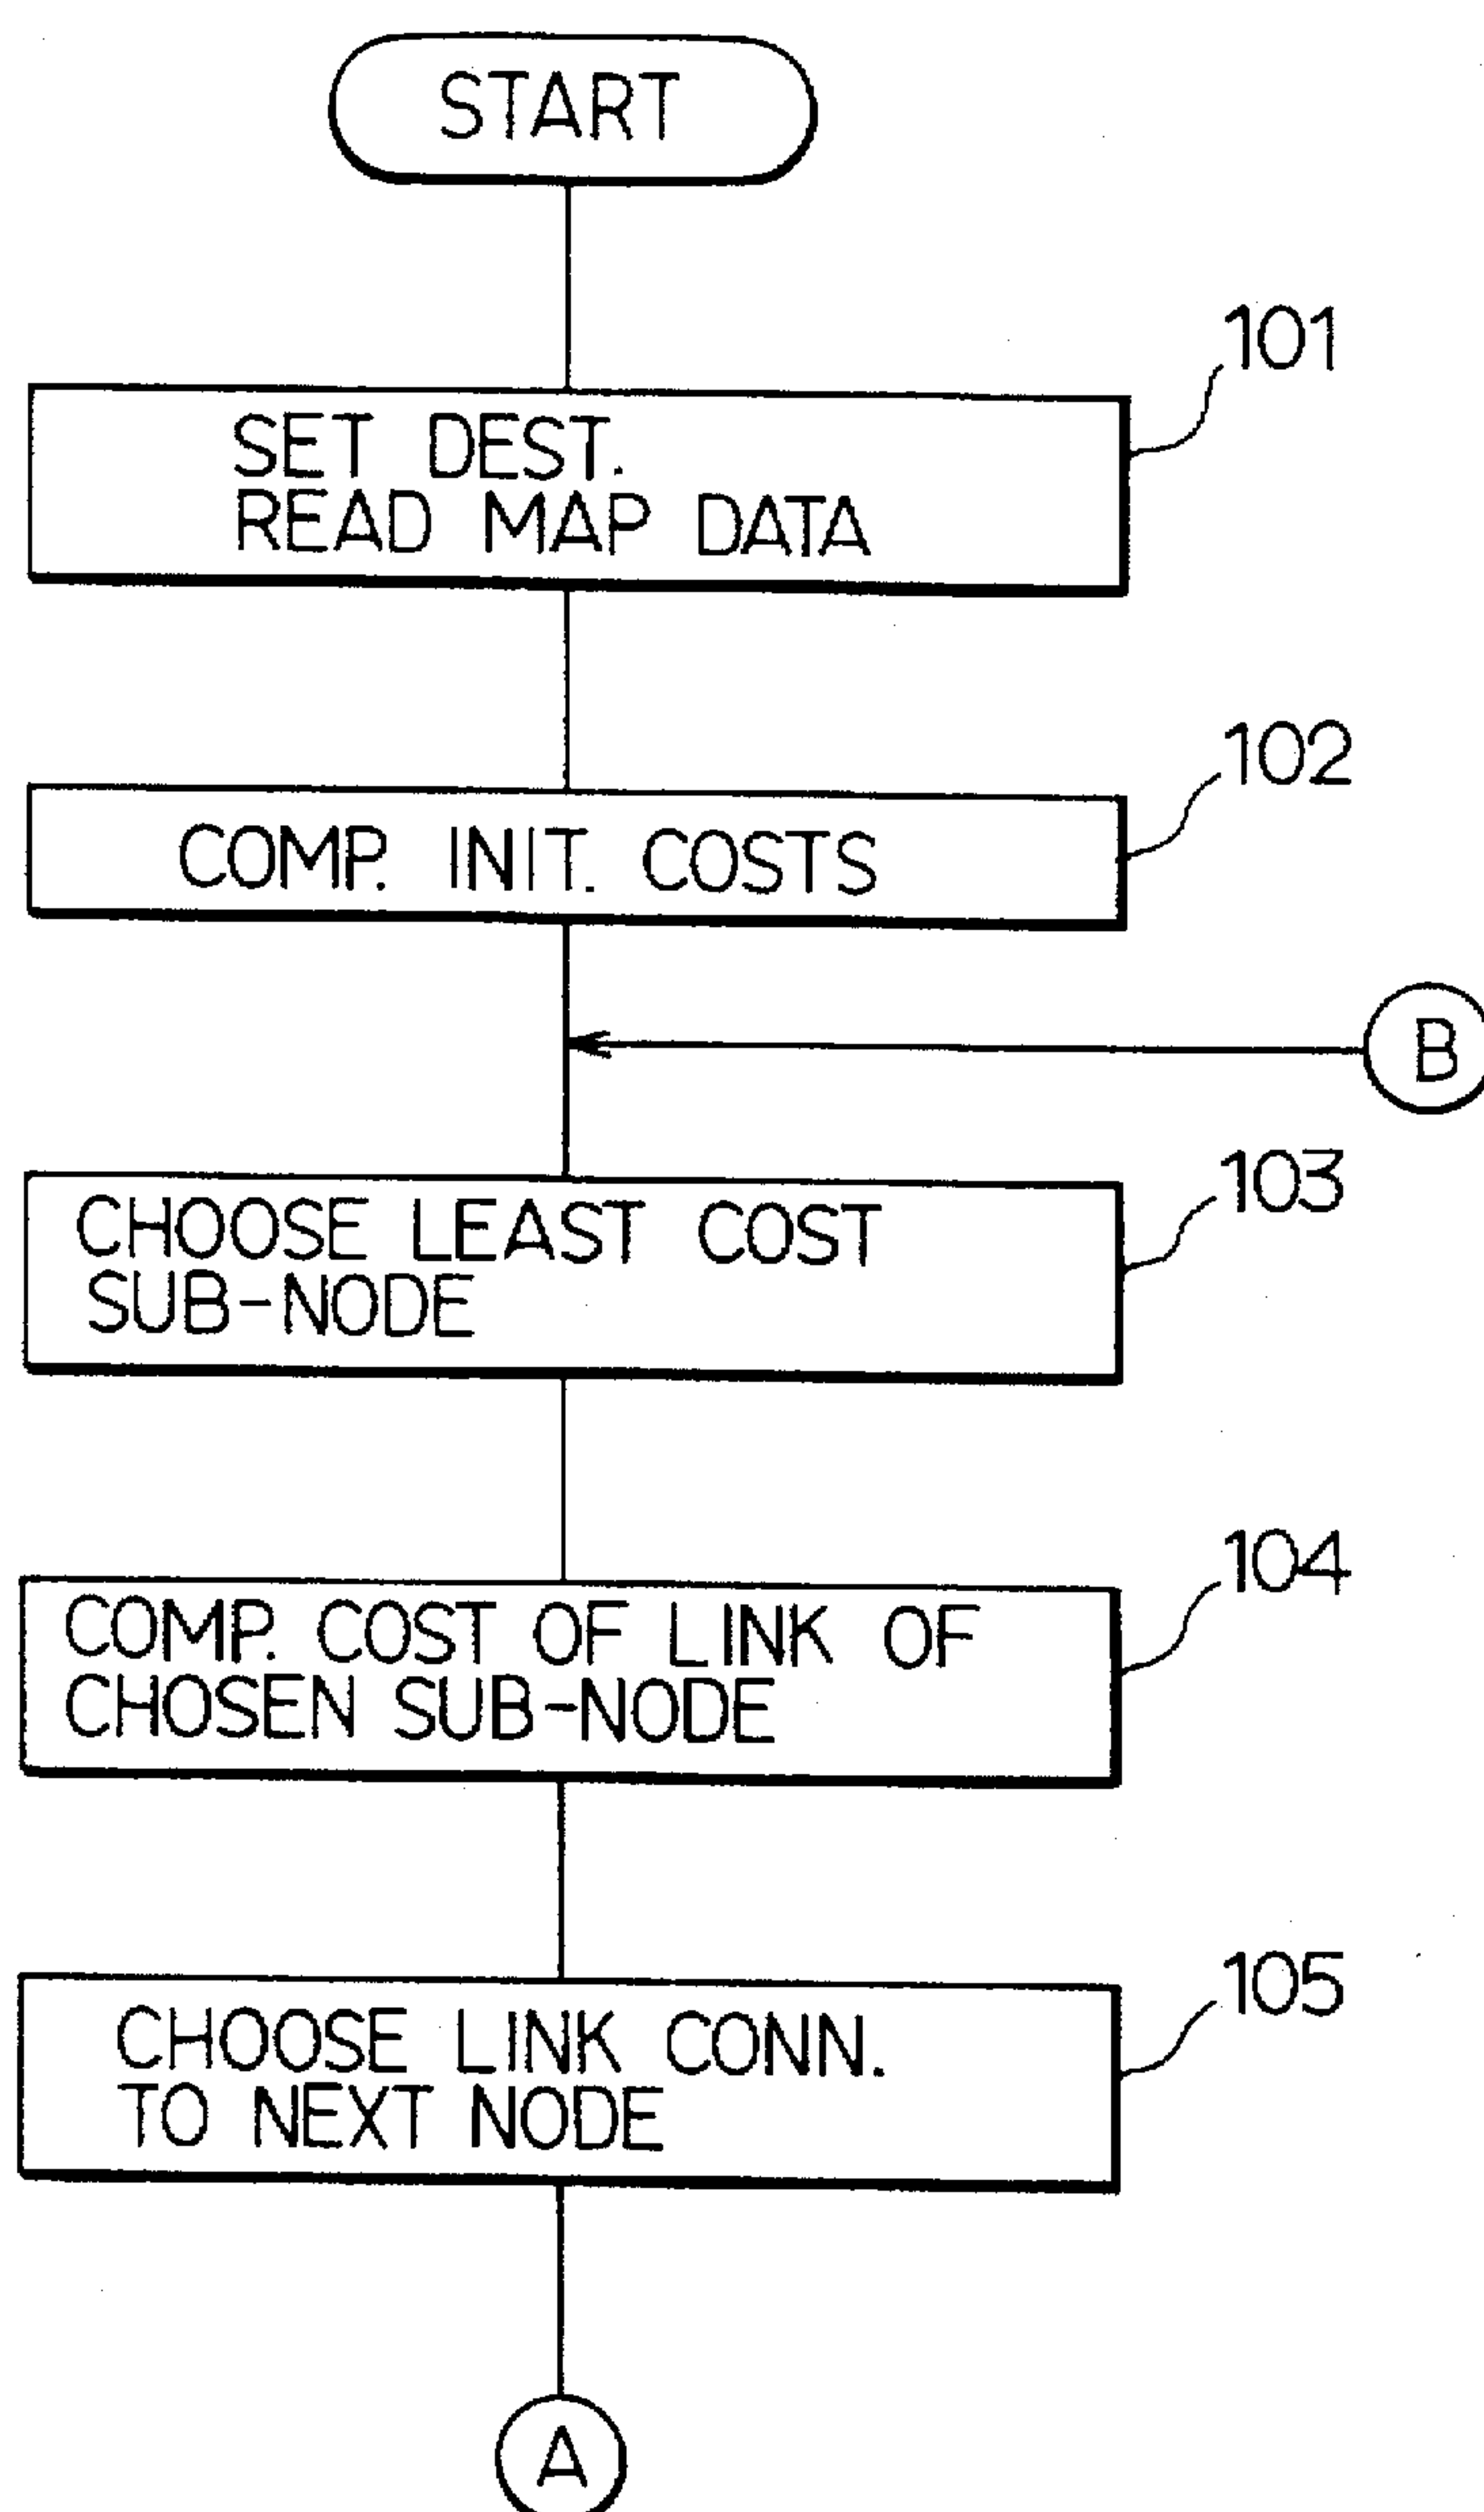 START
101
SET DEST.
READ MAP DATA
102
COMP. INIT. COSTS
B
103
CHOOSE LEAST COST
SUB-NODE
104
COMP. COST OF LINK OF
CHOSEN SUB-NODE
105
CHOOSE LINK CONN.
TO NEXT NODE
A